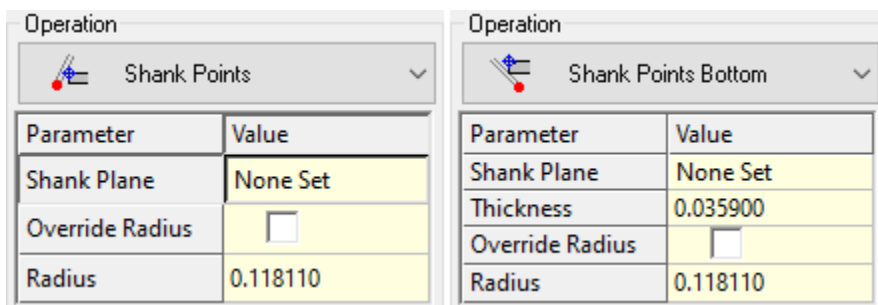 Operation
Shank Points
Parameter Value
Shank Plane None Set
Override Radius
Radius 0.118110
Operation
Shank Points Bottom
Parameter Value
Shank Plane None Set
Thickness 0.035900
Override Radius
Radius 0.118110